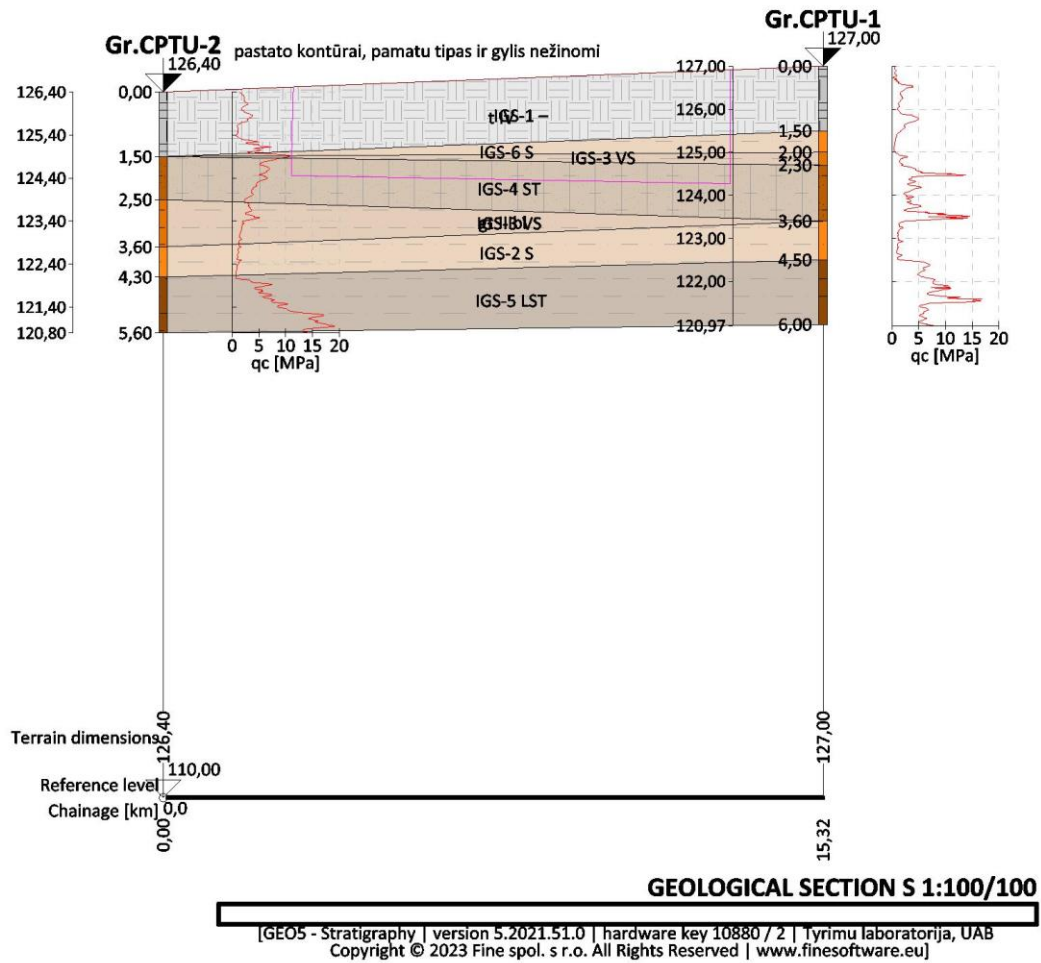 Gr.CPTU-1
127,00
Gr.CPTU-2
126,40
pastato kontūrai, pamatu tipas ir gylis nežinomi
126,40
125,40
124,40
123,40
122,40
121,40
120,80
0,00
1,50
2,50
3,60
4,30
5,60
127,00
126,00
125,00
124,00
123,00
122,00
120,97
0,00
1,50
2,00
2,30
3,60
4,50
6,00
IGS-1 –
t IV
IGS-6 S
IGS-3 VS
IGS-4 ST
IGS-3 VS
IGS-2 S
IGS-5 LST
0 5 10 15 20
qc [MPa]
0 5 10 15 20
qc [MPa]
Terrain dimensions
126,40
127,00
Reference level
110,00
Chainage [km]
0,0
0,00
15,32
GEOLOGICAL SECTION S 1:100/100
[GEO5 - Stratigraphy | version 5.2021.51.0 | hardware key 10880 / 2 | Tyrimu laboratorija, UAB
Copyright © 2023 Fine spol. s r.o. All Rights Reserved | www.finesoftware.eu]